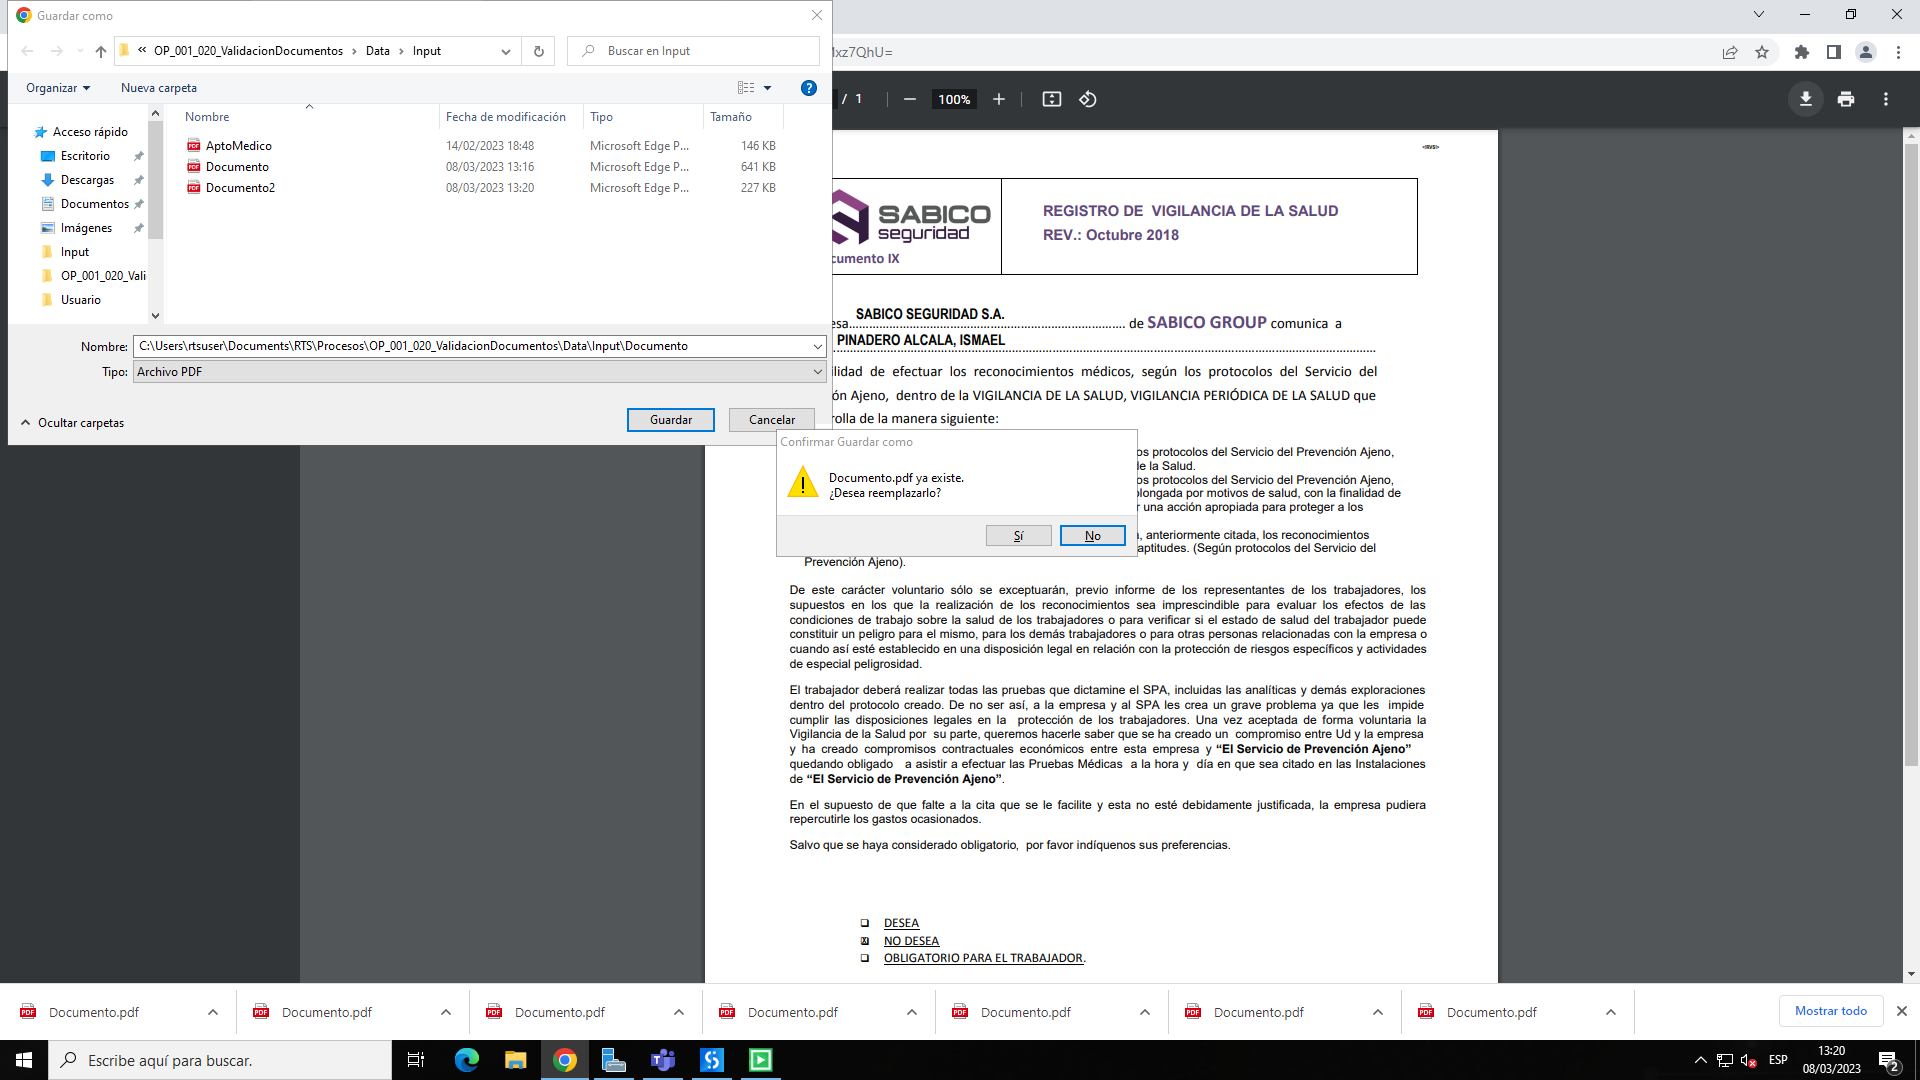 Guardar como
« OP_001_020_ValidacionDocumentos > Data > Input
Buscar en Input
Mxz7QhU=
Organizar
Nueva carpeta
/ 1
100%
Nombre
Fecha de modificación
Tipo
Tamaño
Acceso rápido
Escritorio
Descargas
Documentos
Imágenes
Input
OP_001_020_Vali
Usuario
AptoMedico 14/02/2023 18:48 Microsoft Edge P... 146 KB
Documento 08/03/2023 13:16 Microsoft Edge P... 641 KB
Documento2 08/03/2023 13:20 Microsoft Edge P... 227 KB
Nombre: C:\Users\rtsuser\Documents\RTS\Procesos\OP_001_020_ValidacionDocumentos\Data\Input\Documento
Tipo: Archivo PDF
Ocultar carpetas
Guardar
Cancelar
Confirmar Guardar como
Documento.pdf ya existe.
¿Desea reemplazarlo?
Sí
No
SABICO
seguridad
cumento IX
REGISTRO DE VIGILANCIA DE LA SALUD
REV.: Octubre 2018
SABICO SEGURIDAD S.A.
esa........ de SABICO GROUP comunica a
PINADERO ALCALA, ISMAEL
ilidad de efectuar los reconocimientos médicos, según los protocolos del Servicio del
ón Ajeno, dentro de la VIGILANCIA DE LA SALUD, VIGILANCIA PERIÓDICA DE LA SALUD que
rolla de la manera siguiente:
os protocolos del Servicio del Prevención Ajeno,
de la Salud.
os protocolos del Servicio del Prevención Ajeno,
olongada por motivos de salud, con la finalidad de
r una acción apropiada para proteger a los
, anteriormente citada, los reconocimientos
aptitudes. (Según protocolos del Servicio del
Prevención Ajeno).
De este carácter voluntario sólo se exceptuarán, previo informe de los representantes de los trabajadores, los
supuestos en los que la realización de los reconocimientos sea imprescindible para evaluar los efectos de las
condiciones de trabajo sobre la salud de los trabajadores o para verificar si el estado de salud del trabajador puede
constituir un peligro para el mismo, para los demás trabajadores o para otras personas relacionadas con la empresa o
cuando así esté establecido en una disposición legal en relación con la protección de riesgos específicos y actividades
de especial peligrosidad.
El trabajador deberá realizar todas las pruebas que dictamine el SPA, incluidas las analíticas y demás exploraciones
dentro del protocolo creado. De no ser así, a la empresa y al SPA les crea un grave problema ya que les impide
cumplir las disposiciones legales en la protección de los trabajadores. Una vez aceptada de forma voluntaria la
Vigilancia de la Salud por su parte, queremos hacerle saber que se ha creado un compromiso entre Ud y la empresa
y ha creado compromisos contractuales económicos entre esta empresa y “El Servicio de Prevención Ajeno”
quedando obligado a asistir a efectuar las Pruebas Médicas a la hora y día en que sea citado en las Instalaciones
de “El Servicio de Prevención Ajeno”.
En el supuesto de que falte a la cita que se le facilite y esta no esté debidamente justificada, la empresa pudiera
repercutirle los gastos ocasionados.
Salvo que se haya considerado obligatorio, por favor indíquenos sus preferencias.
DESEA
NO DESEA
OBLIGATORIO PARA EL TRABAJADOR.
Documento.pdf
Documento.pdf
Documento.pdf
Documento.pdf
Documento.pdf
Documento.pdf
Documento.pdf
Mostrar todo
Escribe aquí para buscar.
ESP
13:20
08/03/2023
2